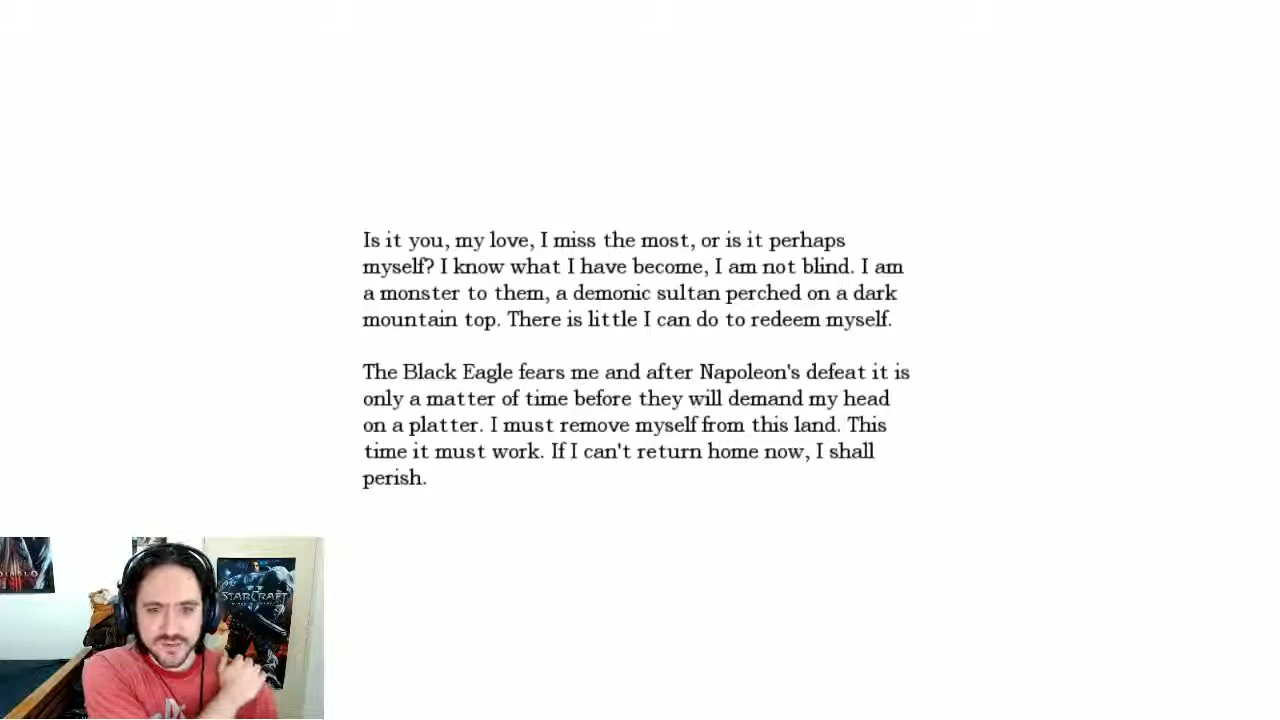 Is it you, my love, I miss the most, or is it perhaps
myself? I know what I have become, I am not blind. I am
a monster to them, a demonic sultan perched on a dark
mountain top. There is little I can do to redeem myself.
The Black Eagle fears me and after Napoleon's defeat it is
only a matter of time before they will demand my head
on a platter. I must remove myself from this land. This
time it must work. If I can't return home now, I shall
perish.
STARCRAFT